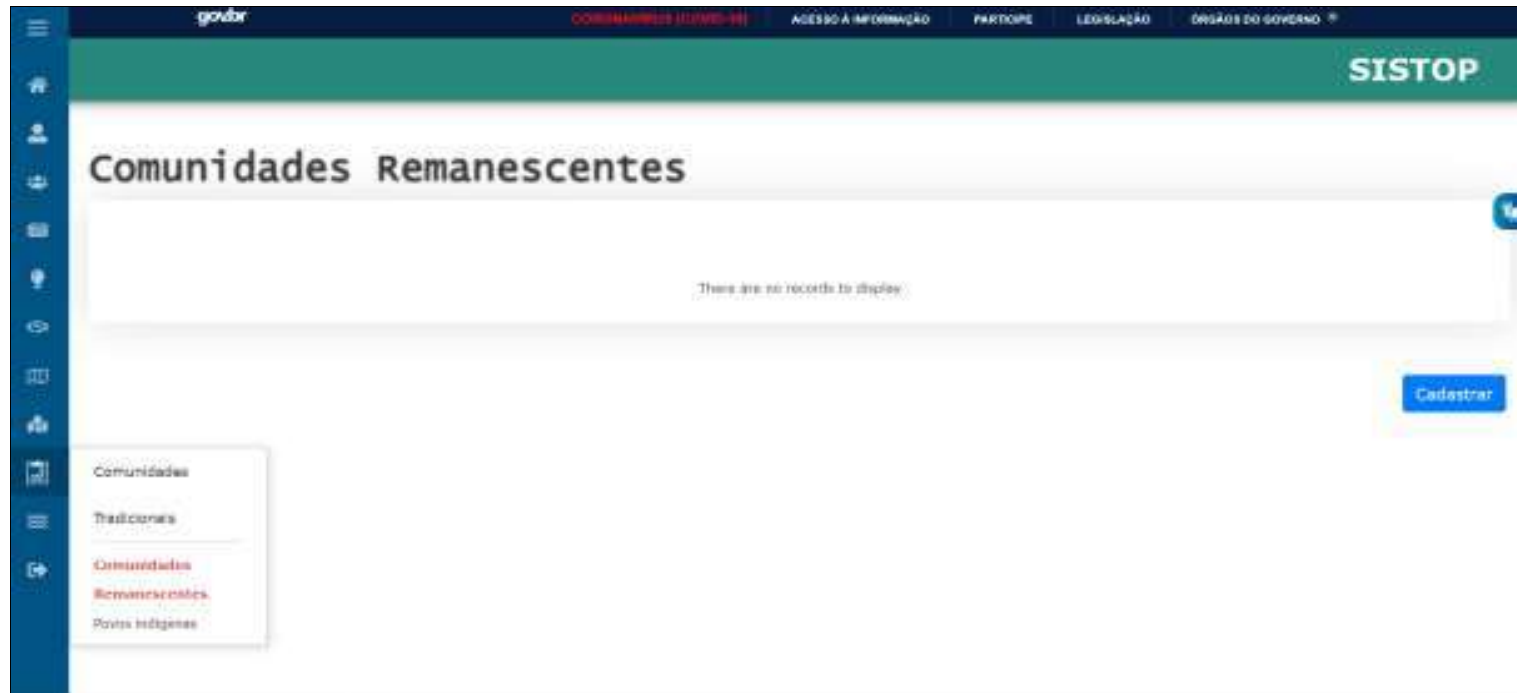 gov.br CORONAVÍRUS (COVID-19) ACESSO À INFORMAÇÃO PARTICIPE LEGISLAÇÃO ÓRGÃOS DO GOVERNO
SISTOP
Comunidades Remanescentes
There are no records to display
Cadastrar
Comunidades
Tradicionais
Comunidades
Remanescentes
Povos indígenas